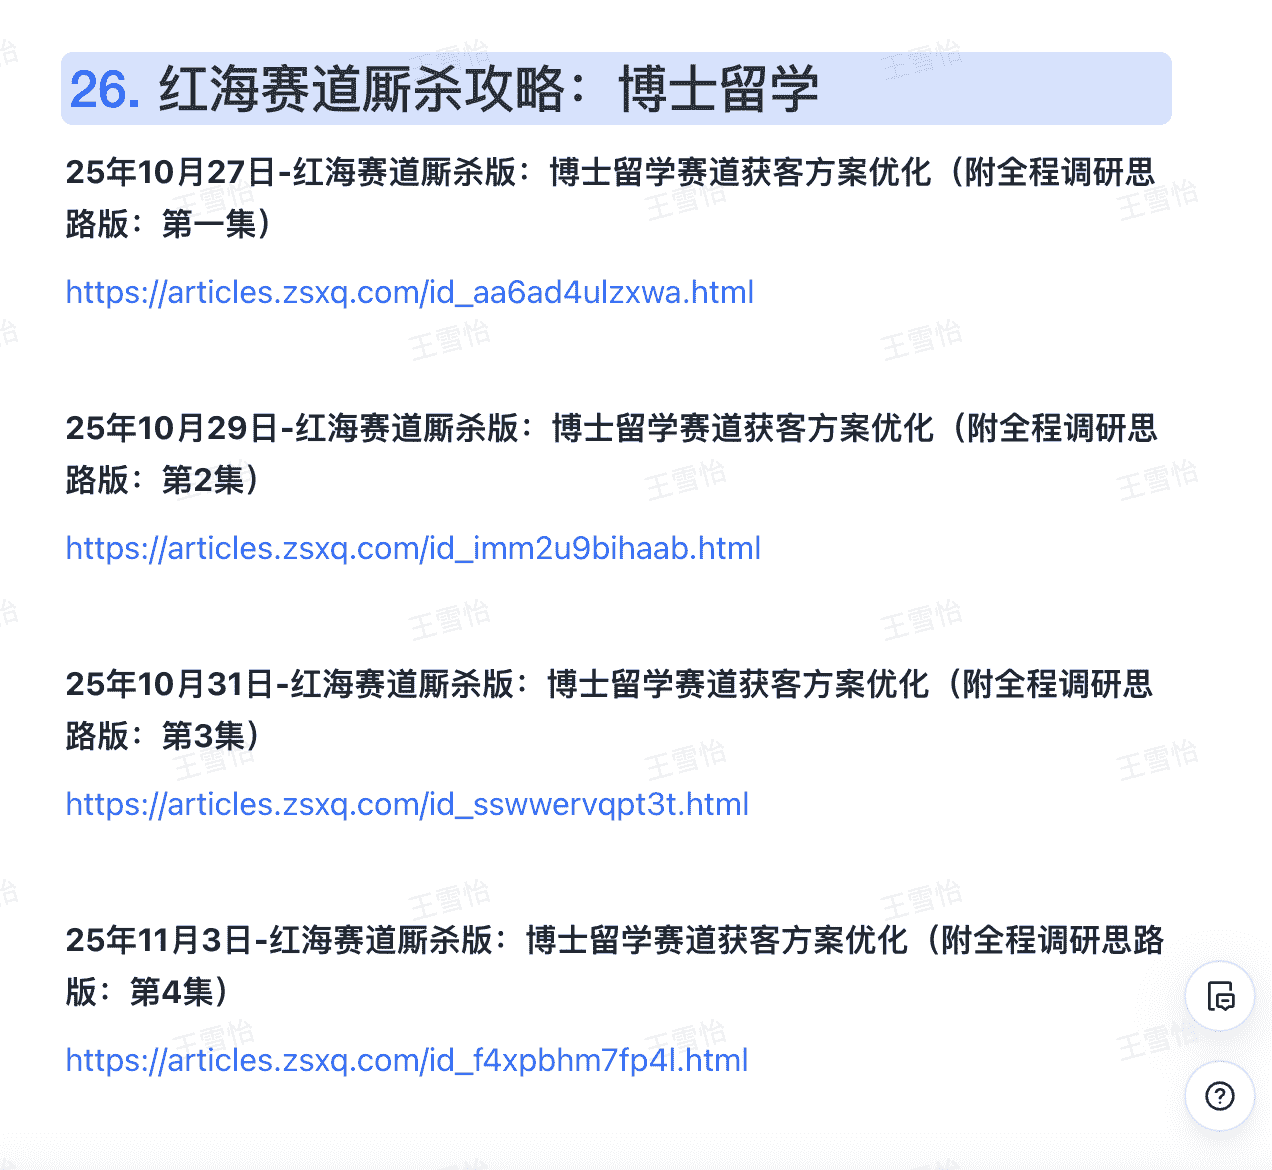 26. 红海赛道厮杀攻略：博士留学
25年10月27日-红海赛道厮杀版：博士留学赛道获客方案优化（附全程调研思
路版：第一集）
https://articles.zsxq.com/id_aa6ad4ulzxwa.html
25年10月29日-红海赛道厮杀版：博士留学赛道获客方案优化（附全程调研思
路版：第2集）
https://articles.zsxq.com/id_imm2u9bihaab.html
25年10月31日-红海赛道厮杀版：博士留学赛道获客方案优化（附全程调研思
路版：第3集）
https://articles.zsxq.com/id_sswwervqpt3t.html
25年11月3日-红海赛道厮杀版：博士留学赛道获客方案优化（附全程调研思路
版：第4集）
https://articles.zsxq.com/id_f4xpbhm7fp4l.html
王雪怡